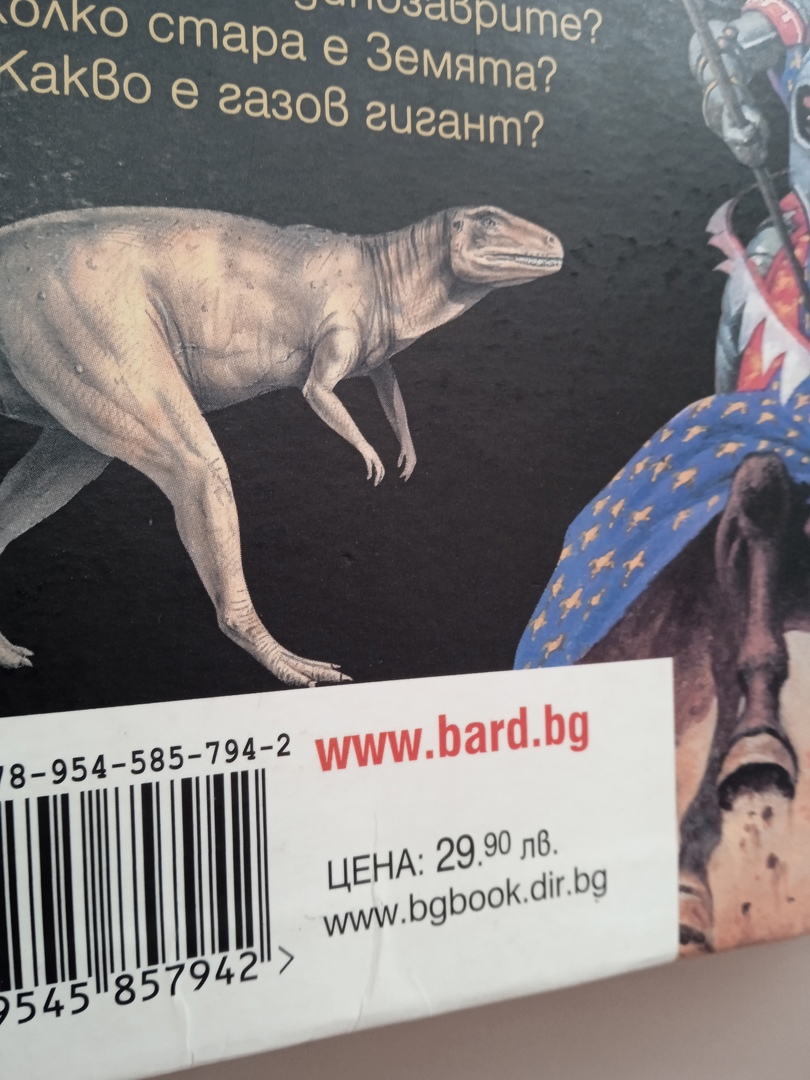 динозаврите?
колко стара е Земята?
Какво е газов гигант?
78-954-585-794-2
www.bard.bg
ЦЕНА: 29.90 лв.
www.bgbook.dir.bg
9545 857942 >